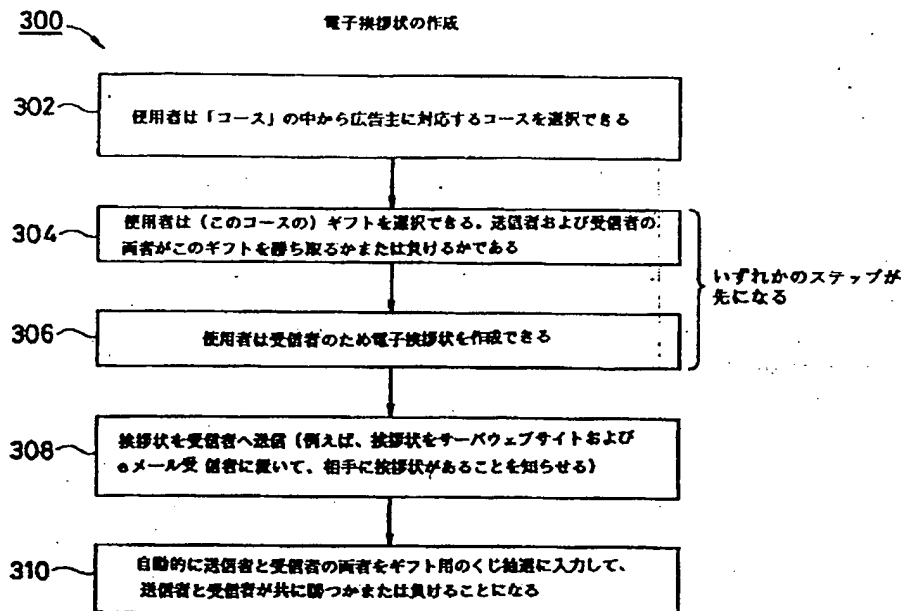 300
電子挨拶状の作成
302
使用者は「コース」の中から広告主に対応するコースを選択できる
304
使用者は(このコースの)ギフトを選択できる。送信者および受信者の
両者がこのギフトを勝ち取るかまたは負けるかである
いずれかのステップが
先になる
306
使用者は受信者のため電子挨拶状を作成できる
308
挨拶状を受信者へ送信(例えば、挨拶状をサーバウェブサイトおよび
eメール受 信者に置いて、相手に挨拶状があることを知らせる)
310
自動的に送信者と受信者の両者をギフト用のくじ抽選に入力して、
送信者と受信者が共に勝つかまたは負けることになる